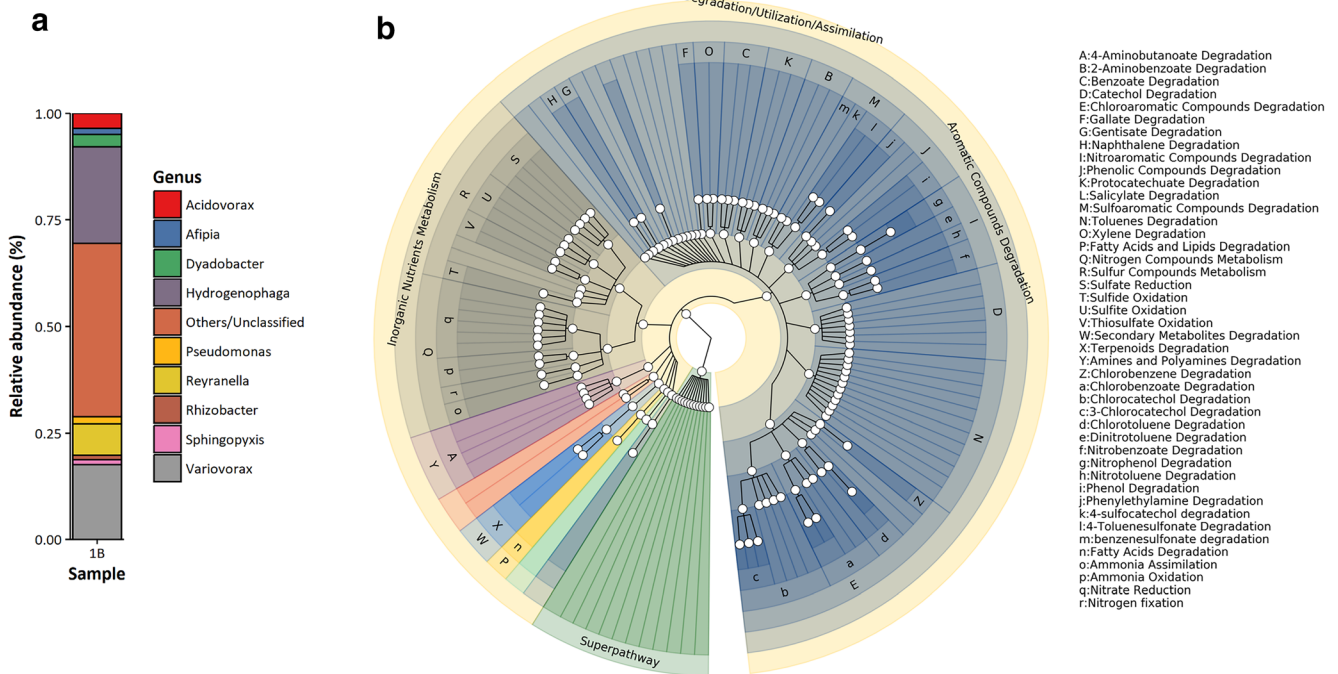 a
Relative abundance (%)
1.00
0.75
0.50
0.25
0.00
1B
Sample
Genus
Acidovorax
Afipia
Dyadobacter
Hydrogenophaga
Others/Unclassified
Pseudomonas
Reyranella
Rhizobacter
Sphingopyxis
Variovorax
b
Degradation/Utilization/Assimilation
Aromatic Compounds Degradation
Inorganic Nutrients Metabolism
Superpathway
H
G
F
O
C
K
B
M
m
k
l
j
J
i
g
e
h
f
I
D
N
Z
d
a
E
b
c
S
R
U
V
T
q
Q
p
r
o
A
Y
X
W
n
P
A:4-Aminobutanoate Degradation
B:2-Aminobenzoate Degradation
C:Benzoate Degradation
D:Catechol Degradation
E:Chloroaromatic Compounds Degradation
F:Gallate Degradation
G:Gentisate Degradation
H:Naphthalene Degradation
I:Nitroaromatic Compounds Degradation
J:Phenolic Compounds Degradation
K:Protocatechuate Degradation
L:Salicylate Degradation
M:Sulfoaromatic Compounds Degradation
N:Toluenes Degradation
O:Xylene Degradation
P:Fatty Acids and Lipids Degradation
Q:Nitrogen Compounds Metabolism
R:Sulfur Compounds Metabolism
S:Sulfate Reduction
T:Sulfide Oxidation
U:Sulfite Oxidation
V:Thiosulfate Oxidation
W:Secondary Metabolites Degradation
X:Terpenoids Degradation
Y:Amines and Polyamines Degradation
Z:Chlorobenzene Degradation
a:Chlorobenzoate Degradation
b:Chlorocatechol Degradation
c:3-Chlorocatechol Degradation
d:Chlorotoluene Degradation
e:Dinitrotoluene Degradation
f:Nitrobenzoate Degradation
g:Nitrophenol Degradation
h:Nitrotoluene Degradation
i:Phenol Degradation
j:Phenylethylamine Degradation
k:4-sulfocatechol degradation
l:4-Toluenesulfonate Degradation
m:benzenesulfonate degradation
n:Fatty Acids Degradation
o:Ammonia Assimilation
p:Ammonia Oxidation
q:Nitrate Reduction
r:Nitrogen fixation